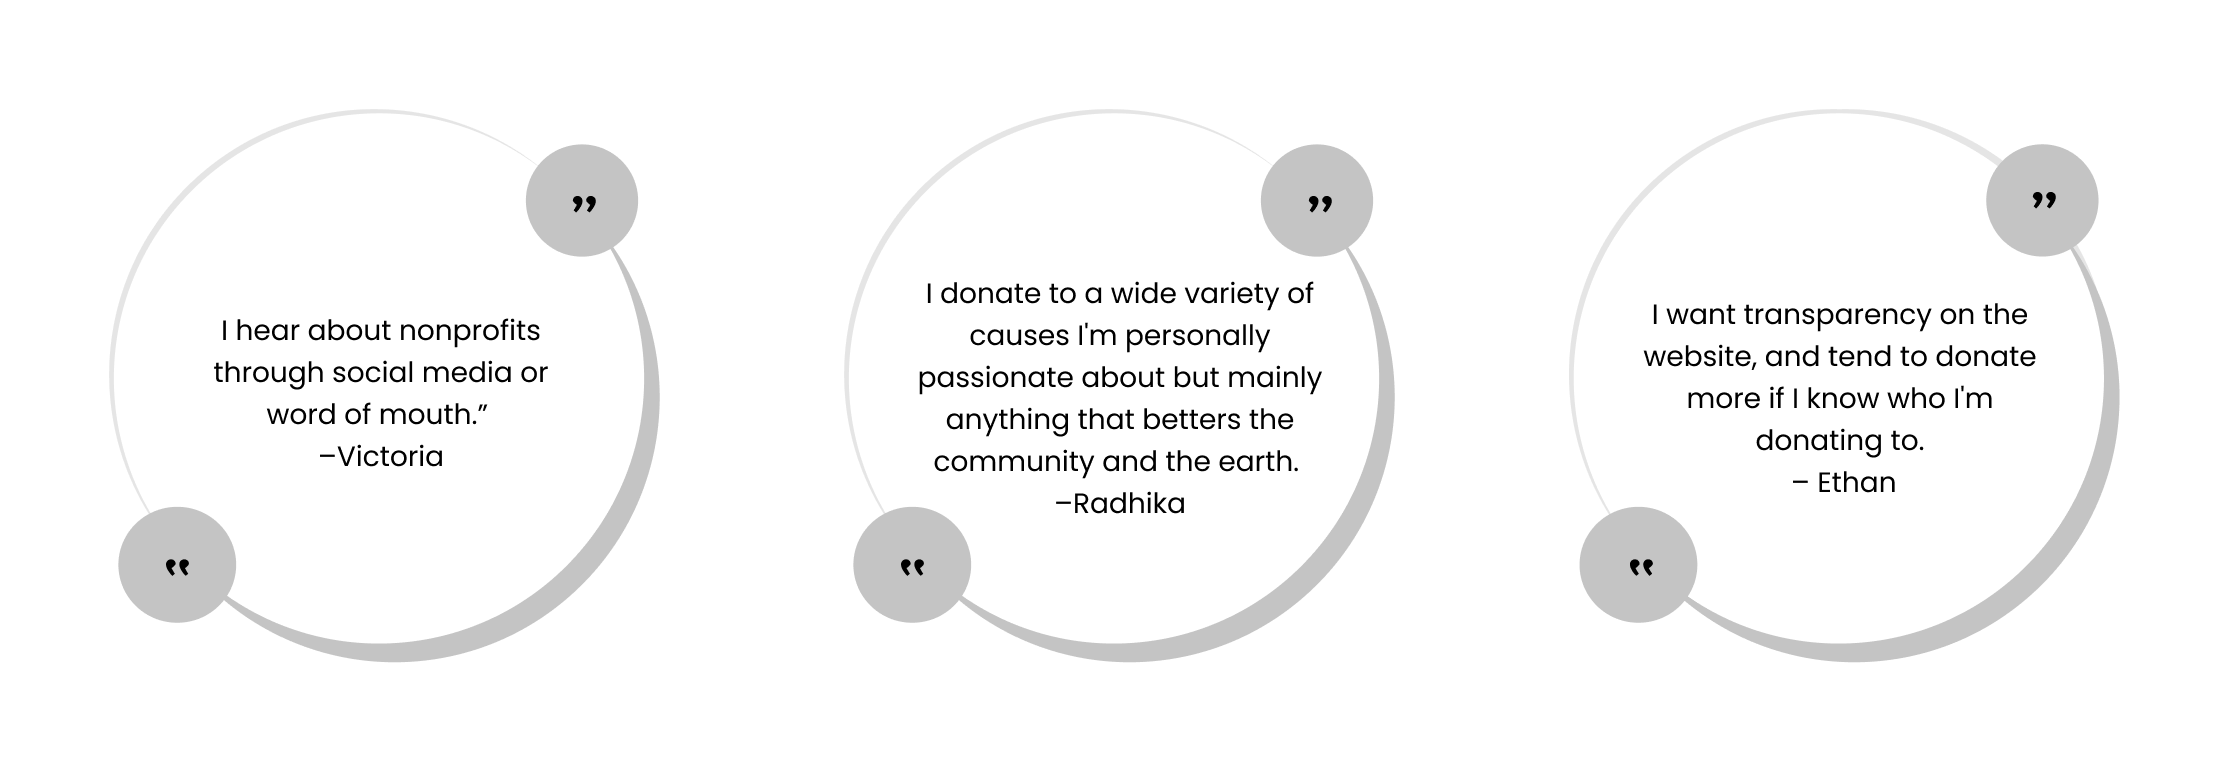 ”
I hear about nonprofits
through social media or
word of mouth.”
–Victoria
“
”
I donate to a wide variety of
causes I'm personally
passionate about but mainly
anything that betters the
community and the earth.
–Radhika
“
”
I want transparency on the
website, and tend to donate
more if I know who I'm
donating to.
– Ethan
“